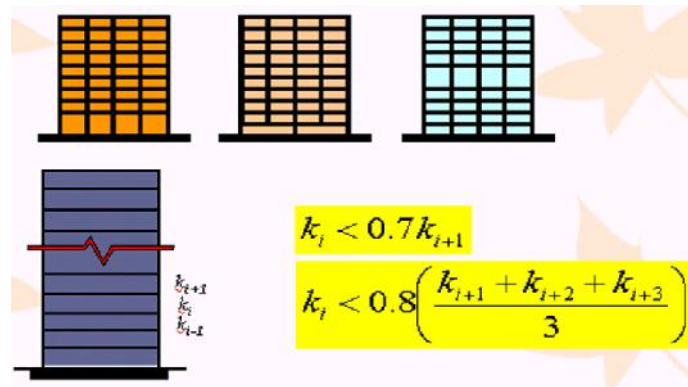 k_{i+1}
k_i
k_{i-1}
k_i < 0.7k_{i+1}
k_i < 0.8(\frac{k_{i+1} + k_{i+2} + k_{i+3}}{3})